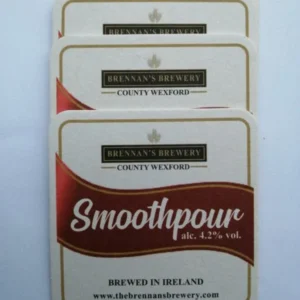 BRENNAN'S BREWERY
BRENNAN'S BREWERY
COUNTY WEXFORD
BRENNAN'S BREWERY
COUNTY WEXFORD
Smoothpour
alc. 4.2% vol.
BREWED IN IRELAND
www.thebrennansbrewery.com